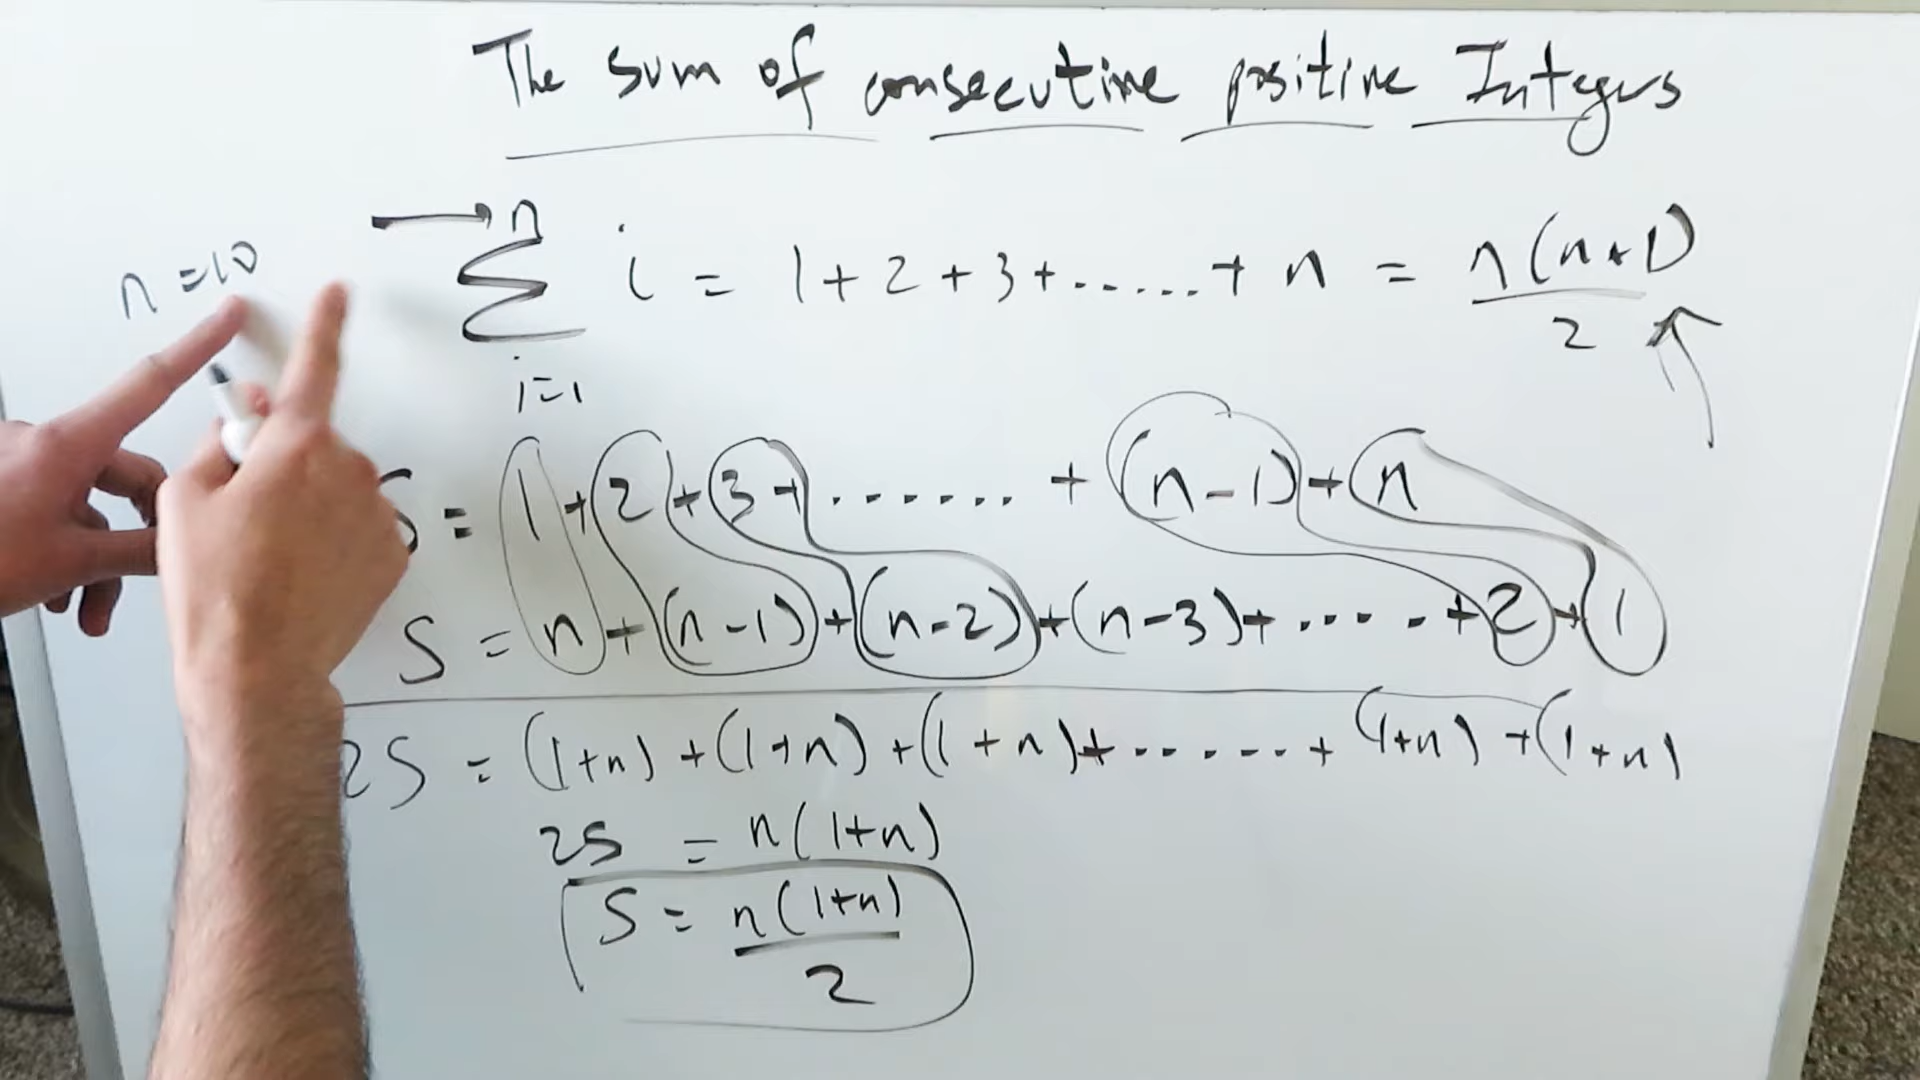 The sum of consecutive positive Integers
n = 10
n
∑ i = 1 + 2 + 3 + ..... + n = n(n+1)/2
i=1
S = 1 + 2 + 3 + ....... + (n-1) + n
S = n + (n-1) + (n-2) + (n-3) + ..... + 2 + 1
2S = (1+n) + (1+n) + (1+n) + ...... + (1+n) + (1+n)
2S = n(1+n)
S = n(1+n)/2